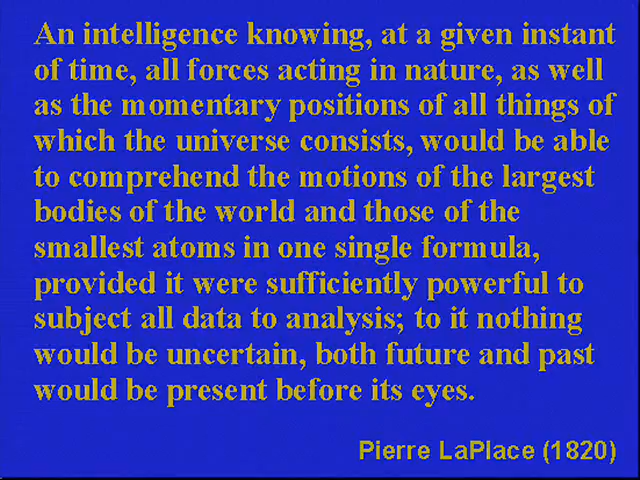 An intelligence knowing, at a given instant
of time, all forces acting in nature, as well
as the momentary positions of all things of
which the universe consists, would be able
to comprehend the motions of the largest
bodies of the world and those of the
smallest atoms in one single formula,
provided it were sufficiently powerful to
subject all data to analysis; to it nothing
would be uncertain, both future and past
would be present before its eyes.
Pierre LaPlace (1820)